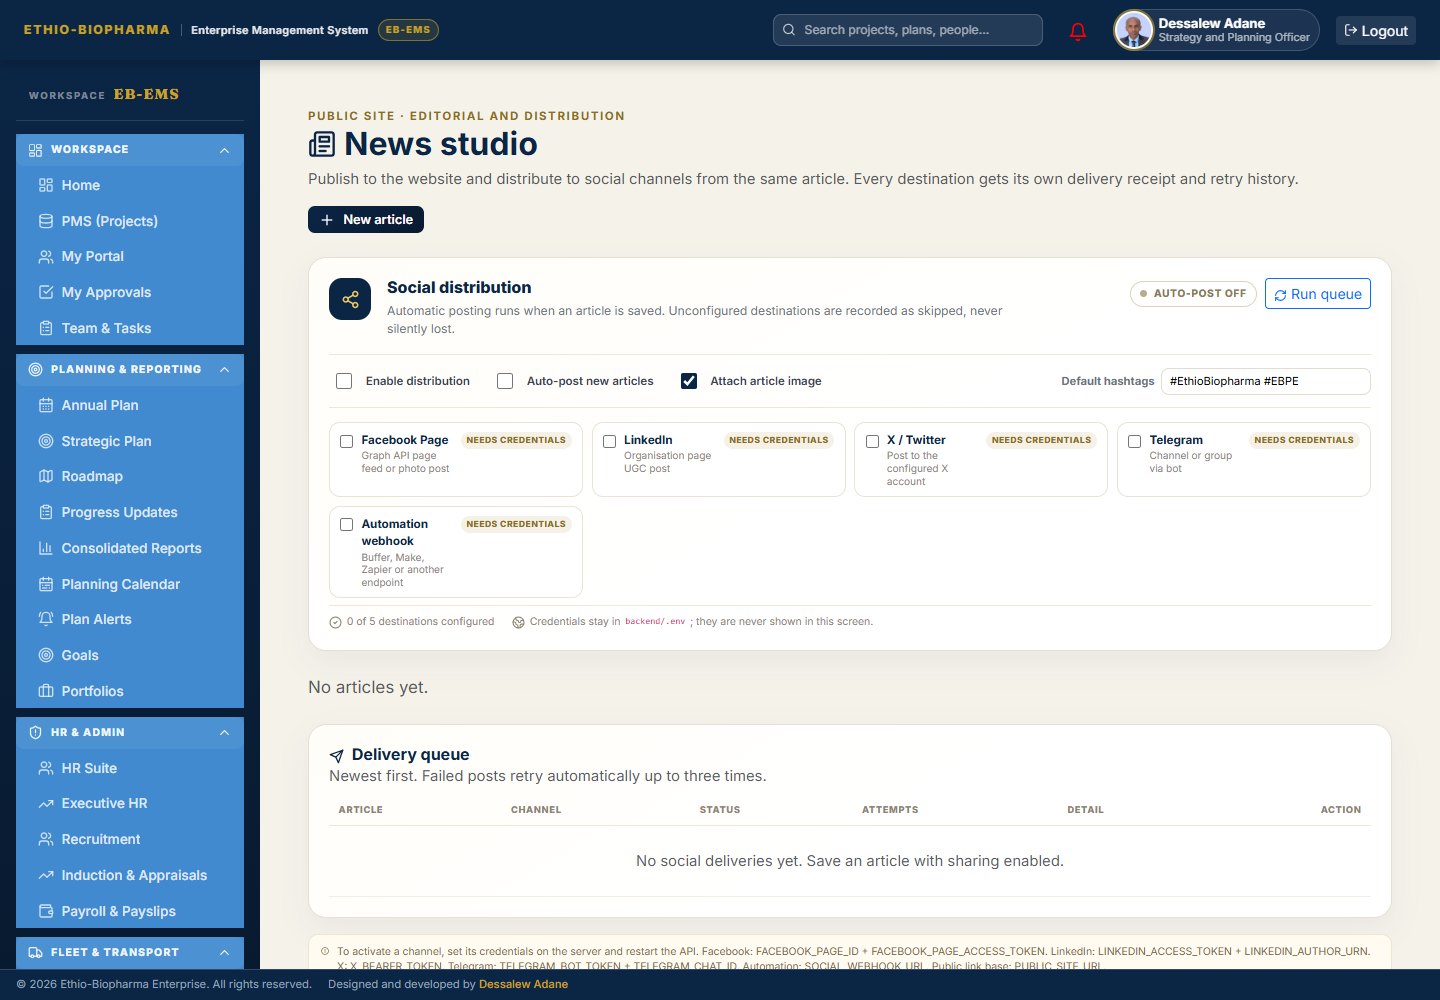 ETHIO-BIOPHARMA
Enterprise Management System
EB-EMS
Search projects, plans, people...
Dessalew Adane
Strategy and Planning Officer
Logout
WORKSPACE EB-EMS
WORKSPACE
Home
PMS (Projects)
My Portal
My Approvals
Team & Tasks
PLANNING & REPORTING
Annual Plan
Strategic Plan
Roadmap
Progress Updates
Consolidated Reports
Planning Calendar
Plan Alerts
Goals
Portfolios
HR & ADMIN
HR Suite
Executive HR
Recruitment
Induction & Appraisals
Payroll & Payslips
FLEET & TRANSPORT
PUBLIC SITE · EDITORIAL AND DISTRIBUTION
News studio
Publish to the website and distribute to social channels from the same article. Every destination gets its own delivery receipt and retry history.
New article
Social distribution
Automatic posting runs when an article is saved. Unconfigured destinations are recorded as skipped, never
silently lost.
AUTO-POST OFF
Run queue
Enable distribution
Auto-post new articles
Attach article image
Default hashtags
#EthioBiopharma #EBPE
Facebook Page
NEEDS CREDENTIALS
Graph API page
feed or photo post
LinkedIn
NEEDS CREDENTIALS
Organisation page
UGC post
X / Twitter
NEEDS CREDENTIALS
Post to the
configured X
account
Telegram
NEEDS CREDENTIALS
Channel or group
via bot
Automation
webhook
NEEDS CREDENTIALS
Buffer, Make,
Zapier or another
endpoint
0 of 5 destinations configured
Credentials stay in backend/.env ; they are never shown in this screen.
No articles yet.
Delivery queue
Newest first. Failed posts retry automatically up to three times.
ARTICLE CHANNEL STATUS ATTEMPTS DETAIL ACTION
No social deliveries yet. Save an article with sharing enabled.
To activate a channel, set its credentials on the server and restart the API. Facebook: FACEBOOK_PAGE_ID + FACEBOOK_PAGE_ACCESS_TOKEN. LinkedIn: LINKEDIN_ACCESS_TOKEN + LINKEDIN_AUTHOR_URN.
X: X_BEARER_TOKEN. Telegram: TELEGRAM_BOT_TOKEN + TELEGRAM_CHAT_ID. Automation: SOCIAL_WEBHOOK_URL. Public link base: PUBLIC_SITE_URL.
© 2026 Ethio-Biopharma Enterprise. All rights reserved.
Designed and developed by Dessalew Adane